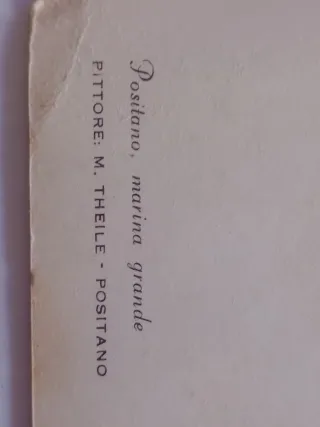 Positano, marina grande
PITTORE: M. THEILE - POSITANO